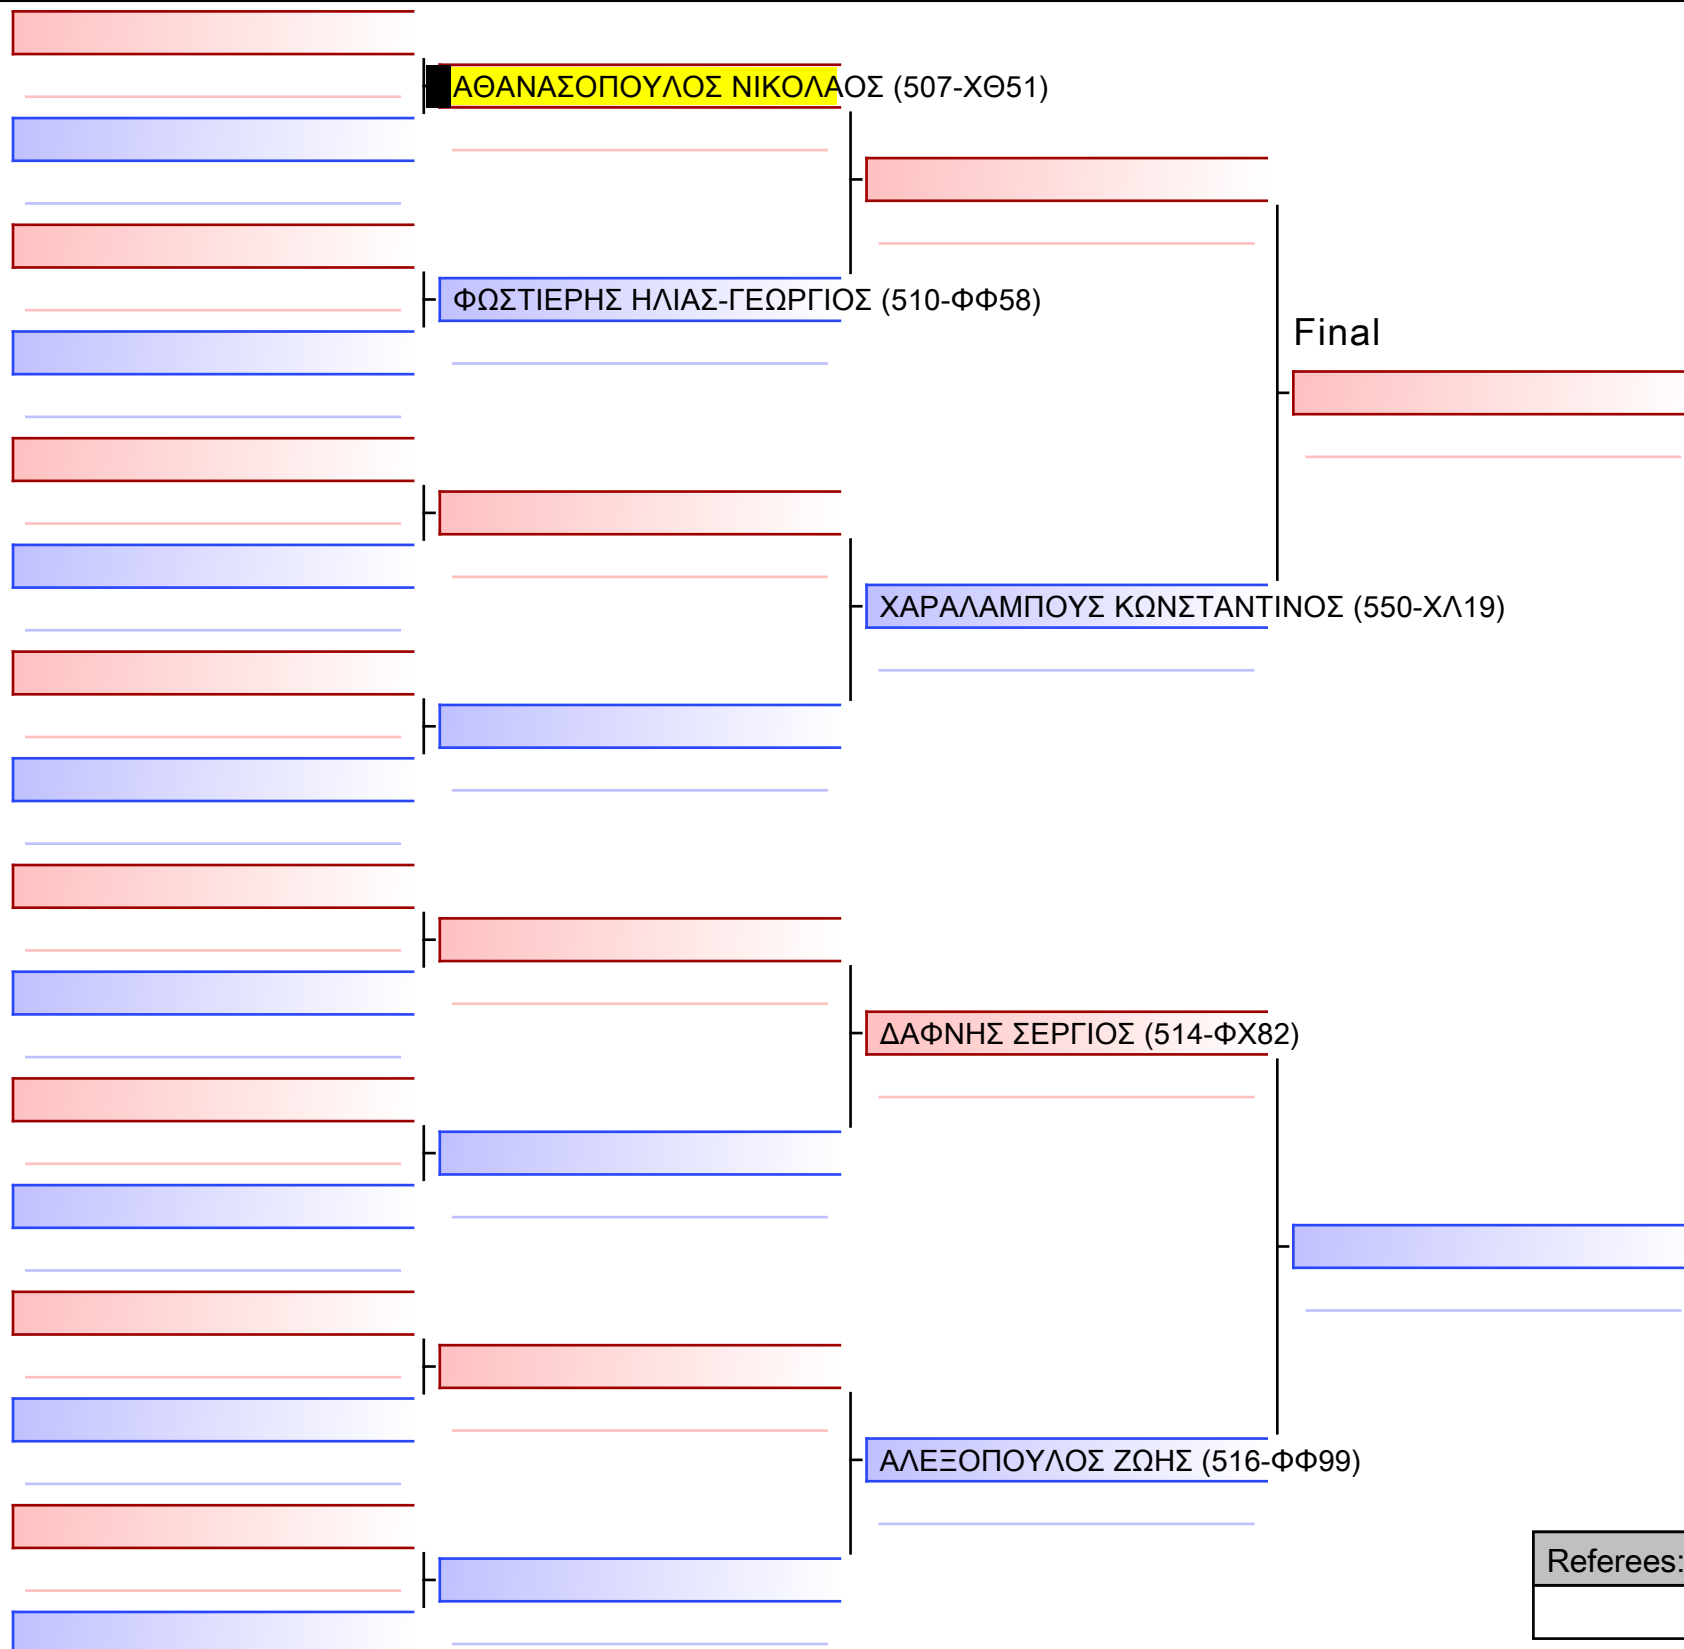 ΑΘΑΝΑΣΟΠΟΥΛΟΣ ΝΙΚΟΛΑΟΣ (507-ΧΘ51)
ΦΩΣΤΙΕΡΗΣ ΗΛΙΑΣ-ΓΕΩΡΓΙΟΣ (510-ΦΦ58)
Final
ΧΑΡΑΛΑΜΠΟΥΣ ΚΩΝΣΤΑΝΤΙΝΟΣ (550-ΧΛ19)
ΔΑΦΝΗΣ ΣΕΡΓΙΟΣ (514-ΦΧ82)
ΑΛΕΞΟΠΟΥΛΟΣ ΖΩΗΣ (516-ΦΦ99)
Referees: